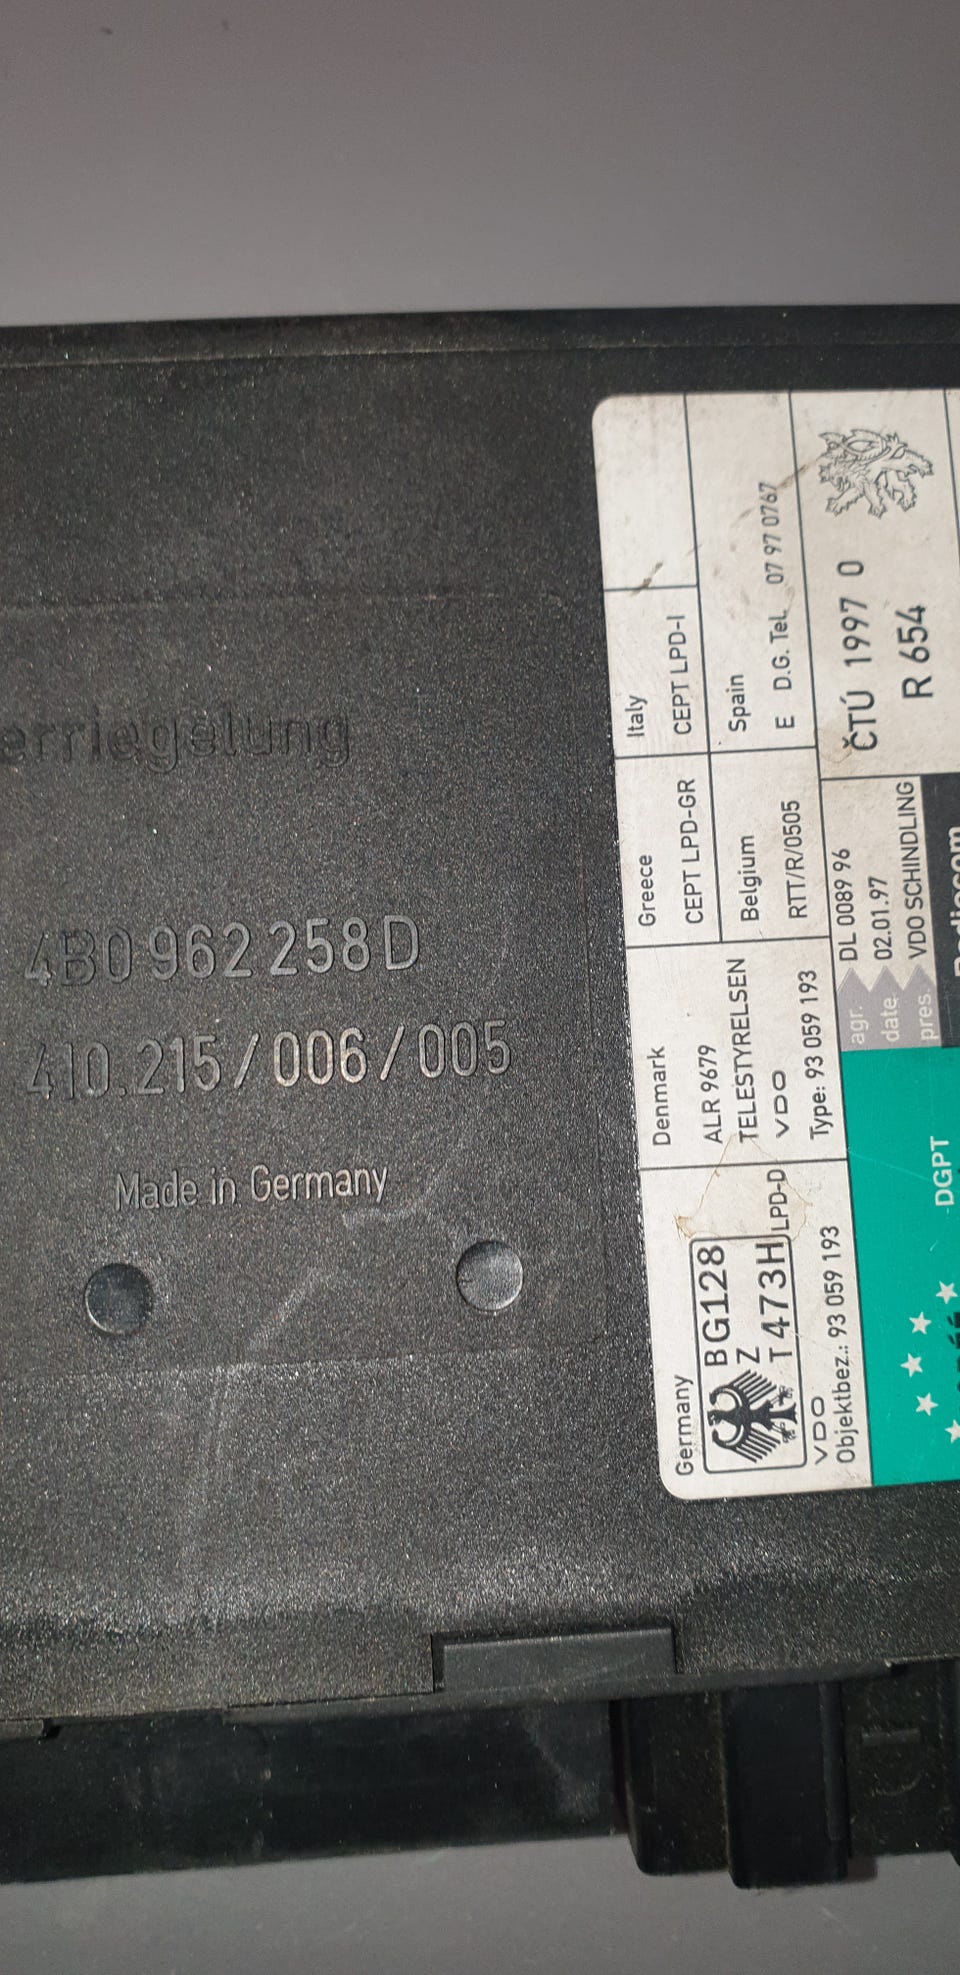 erriegelung
4B0 962 258 D
410.215/006/005
Made in Germany
Germany
BG128
Z
T473H
LPD-D
VDO
Objektbez.: 93 059 193
Denmark
ALR 9679
TELESTYRELSEN
VDO
Type: 93 059 193
Greece
CEPT LPD-GR
Italy
CEPT LPD-I
Belgium
RTT/R/0505
Spain
E D.G. Tel. 07 97 0767
agr. DL 0089 96
date. 02.01.97
pres. VDO SCHINDLING
ČTÚ 1997 0
R 654
DGPT